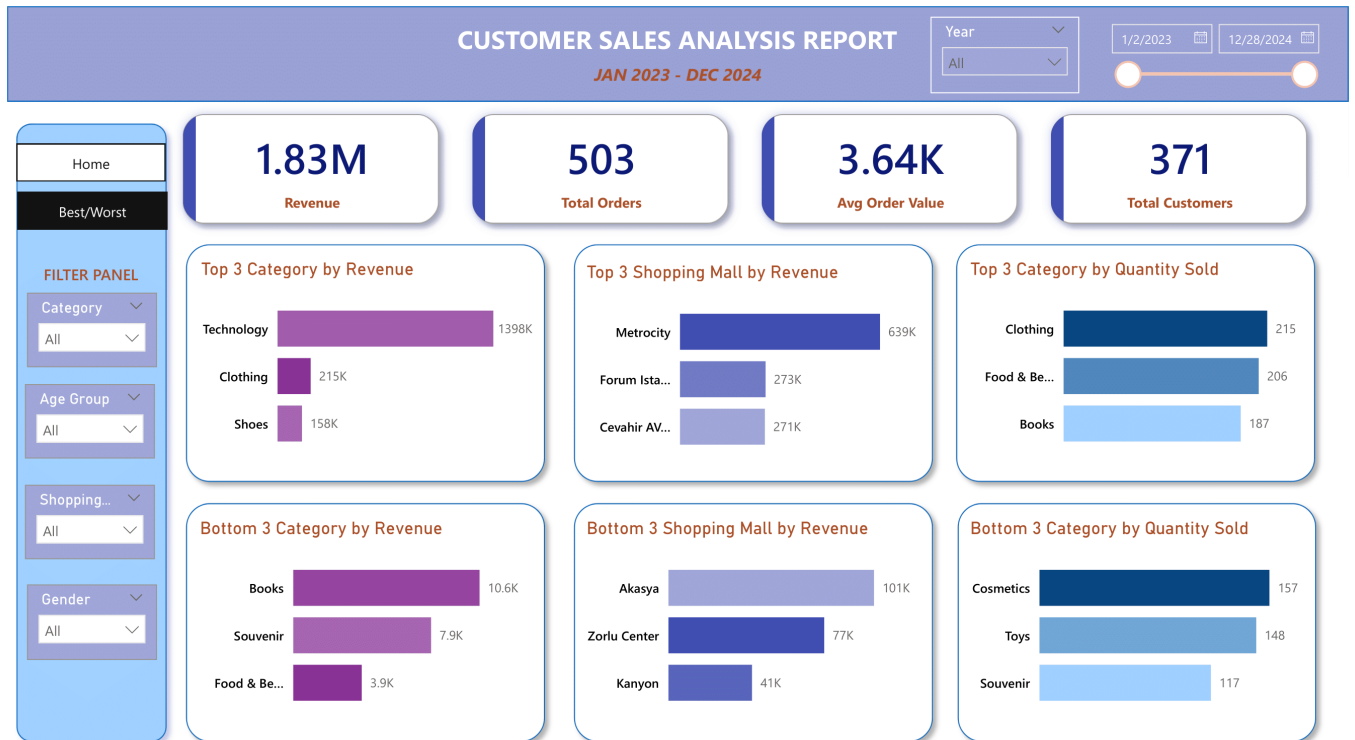 CUSTOMER SALES ANALYSIS REPORT
JAN 2023 - DEC 2024
Year
All
1/2/2023
12/28/2024
Home
Best/Worst
FILTER PANEL
Category
All
Age Group
All
Shopping...
All
Gender
All
1.83M
Revenue
503
Total Orders
3.64K
Avg Order Value
371
Total Customers
Top 3 Category by Revenue
Technology 1398K
Clothing 215K
Shoes 158K
Top 3 Shopping Mall by Revenue
Metrocity 639K
Forum Ista... 273K
Cevahir AV... 271K
Top 3 Category by Quantity Sold
Clothing 215
Food & Be... 206
Books 187
Bottom 3 Category by Revenue
Books 10.6K
Souvenir 7.9K
Food & Be... 3.9K
Bottom 3 Shopping Mall by Revenue
Akasya 101K
Zorlu Center 77K
Kanyon 41K
Bottom 3 Category by Quantity Sold
Cosmetics 157
Toys 148
Souvenir 117